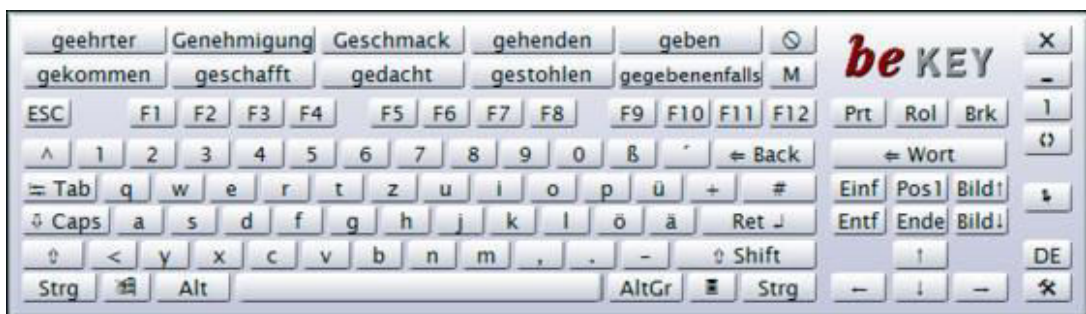 geehrter Genehmigung Geschmack gehenden geben be KEY X
gekommen geschafft gedacht gestohlen gegebenenfalls M _
ESC F1 F2 F3 F4 F5 F6 F7 F8 F9 F10 F11 F12 Prt Rol Brk 1
^ 1 2 3 4 5 6 7 8 9 0 ß ´ ⇐ Back ⇐ Wort ()
Tab q w e r t z u i o p ü + # Einf Pos1 Bild↑
⇩ Caps a s d f g h j k l ö ä Ret ↲ Entf Ende Bild↓
⇧ < y x c v b n m , . - ⇧ Shift ↑ DE
Strg Alt AltGr Strg ← ↓ →